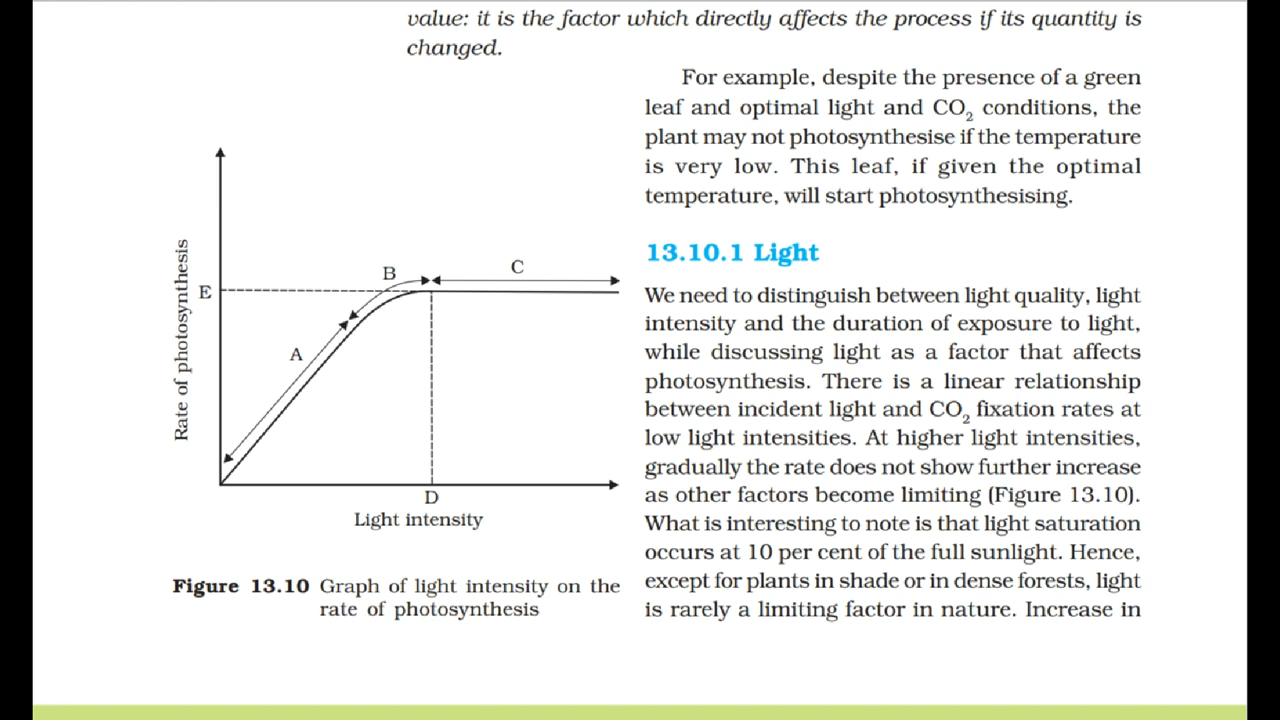 value: it is the factor which directly affects the process if its quantity is
changed.
For example, despite the presence of a green
leaf and optimal light and CO₂ conditions, the
plant may not photosynthesise if the temperature
is very low. This leaf, if given the optimal
temperature, will start photosynthesising.
Rate of photosynthesis
E
A
B
C
D
Light intensity
Figure 13.10 Graph of light intensity on the
rate of photosynthesis
13.10.1 Light
We need to distinguish between light quality, light
intensity and the duration of exposure to light,
while discussing light as a factor that affects
photosynthesis. There is a linear relationship
between incident light and CO₂ fixation rates at
low light intensities. At higher light intensities,
gradually the rate does not show further increase
as other factors become limiting (Figure 13.10).
What is interesting to note is that light saturation
occurs at 10 per cent of the full sunlight. Hence,
except for plants in shade or in dense forests, light
is rarely a limiting factor in nature. Increase in